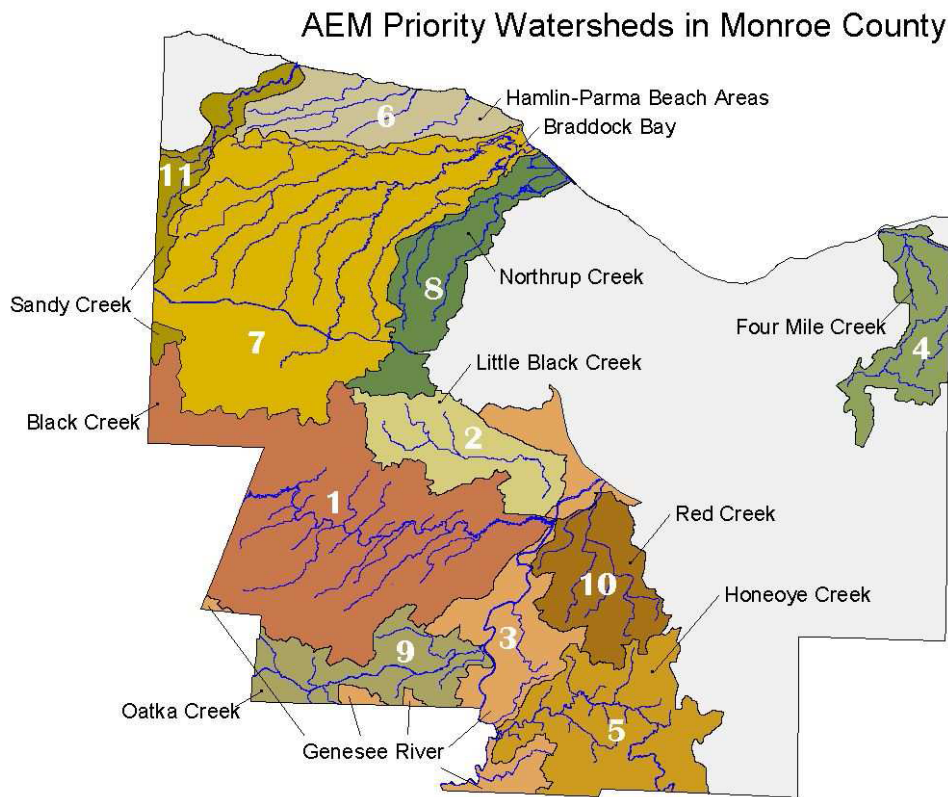 AEM Priority Watersheds in Monroe County
6
Hamlin-Parma Beach Areas
Braddock Bay
11
Northrup Creek
8
Sandy Creek
7
Four Mile Creek
4
Little Black Creek
Black Creek
2
1
Red Creek
10
Honeoye Creek
3
9
Oatka Creek
5
Genesee River